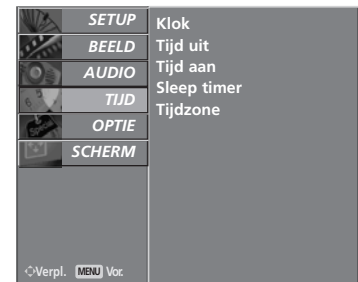 SETUP
BEELD
AUDIO
TIJD
OPTIE
SCHERM
Klok
Tijd uit
Tijd aan
Sleep timer
Tijdzone
Verpl. MENU Vor.